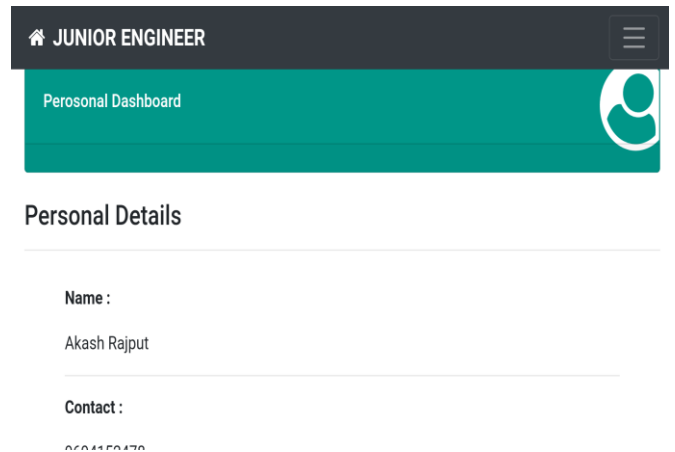 JUNIOR ENGINEER
Perosonal Dashboard
Personal Details
Name :
Akash Rajput
Contact :